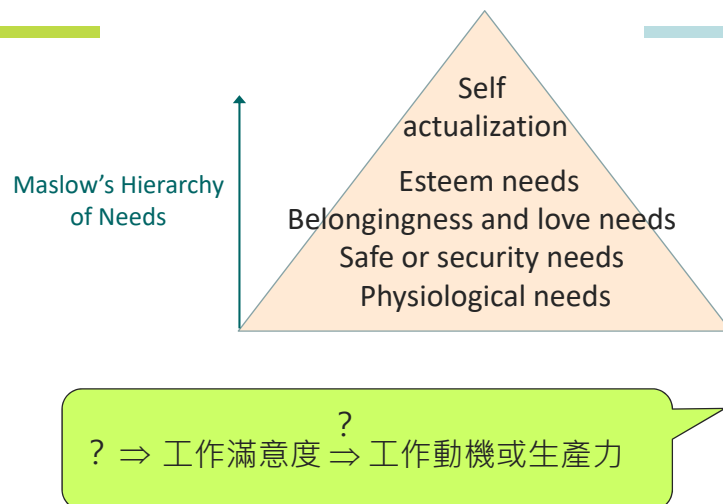 Self
actualization
Maslow’s Hierarchy
of Needs
Esteem needs
Belongingness and love needs
Safe or security needs
Physiological needs
?
? ⇒ 工作滿意度 ⇒ 工作動機或生產力